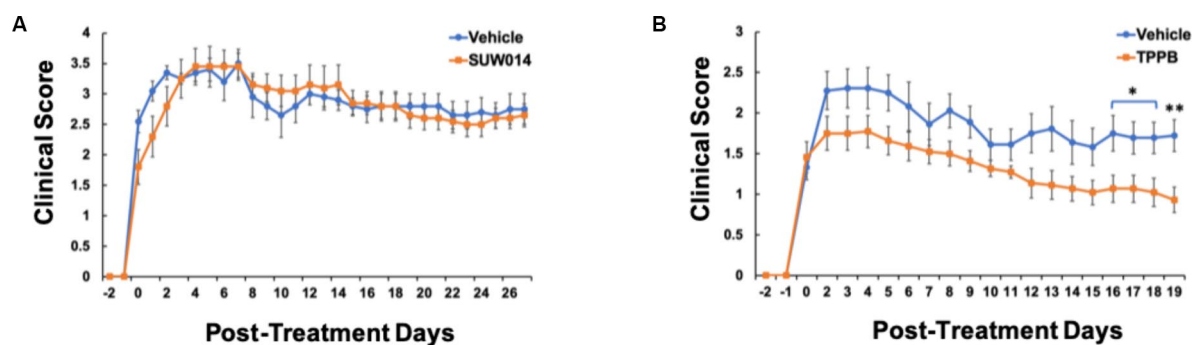 A
4
3.5
3
2.5
2
1.5
1
0.5
0
Clinical Score
Vehicle
SUW014
-2 0 2 4 6 8 10 12 14 16 18 20 22 24 26
Post-Treatment Days
B
3
2.5
2
1.5
1
0.5
0
Clinical Score
Vehicle
TPPB
*
**
-2 -1 0 2 3 4 5 6 7 8 9 10 11 12 13 14 15 16 17 18 19
Post-Treatment Days